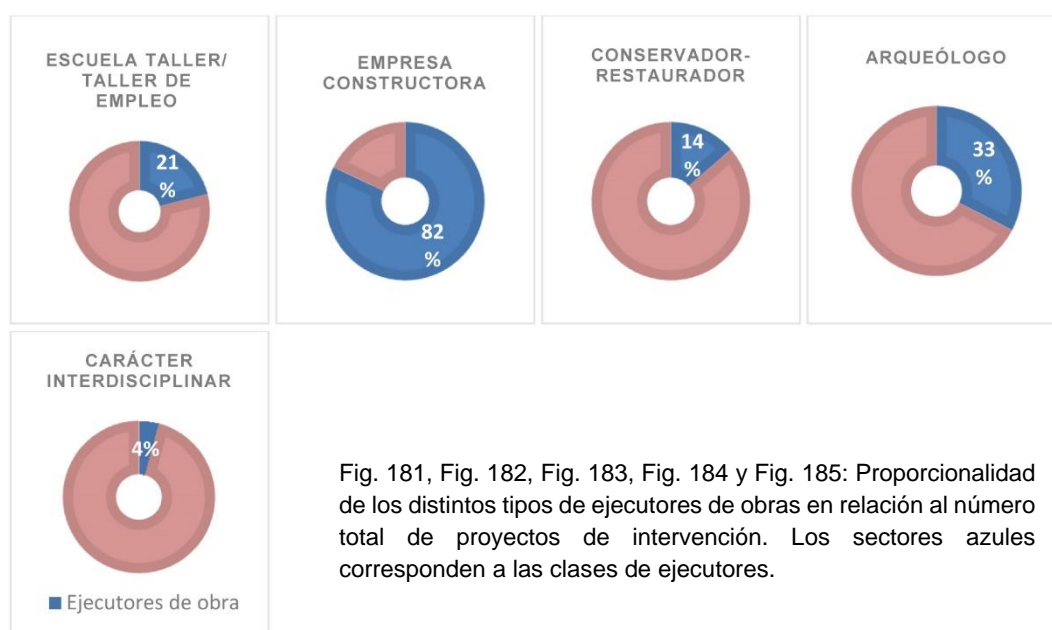 ESCUELA TALLER/
TALLER DE
EMPLEO
21
%
EMPRESA
CONSTRUCTORA
82
%
CONSERVADOR-
RESTAURADOR
14
%
ARQUEÓLOGO
33
%
CARÁCTER
INTERDISCIPLINAR
4%
Ejecutores de obra
Fig. 181, Fig. 182, Fig. 183, Fig. 184 y Fig. 185: Proporcionalidad
de los distintos tipos de ejecutores de obras en relación al número
total de proyectos de intervención. Los sectores azules
corresponden a las clases de ejecutores.